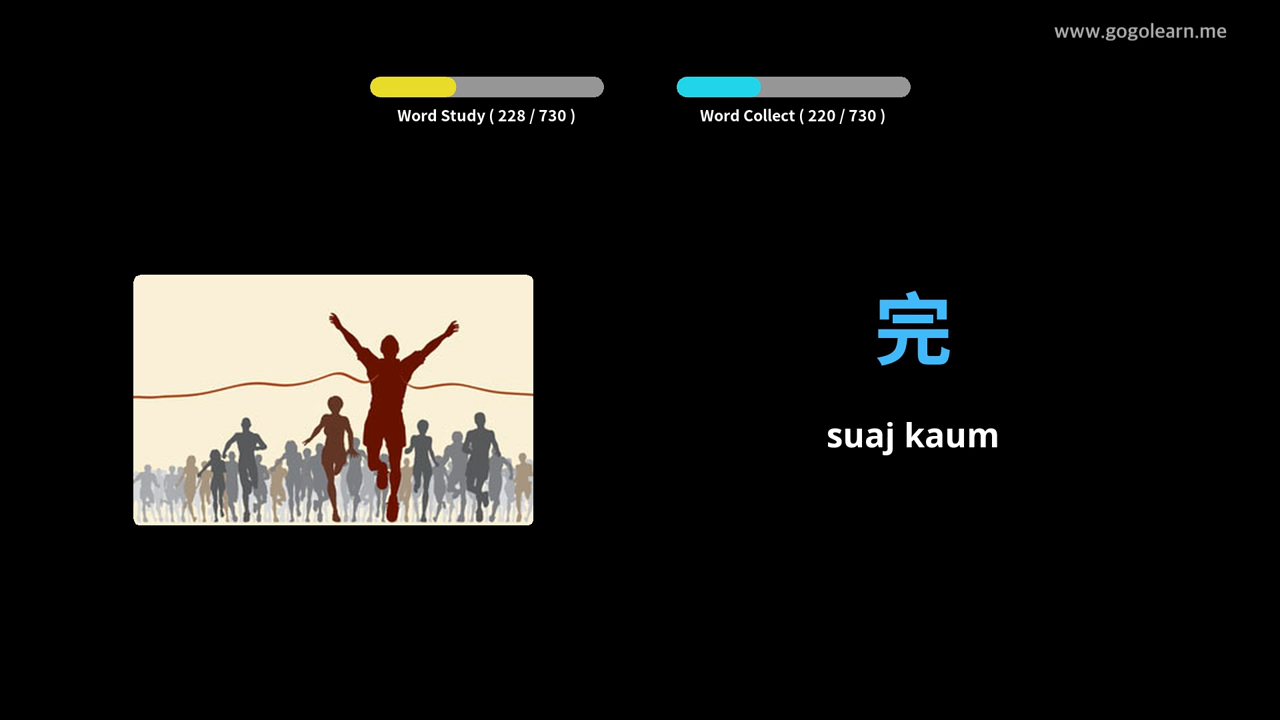 www.gogolearn.me
Word Study ( 228 / 730 )
Word Collect ( 220 / 730 )
完
suaj kaum